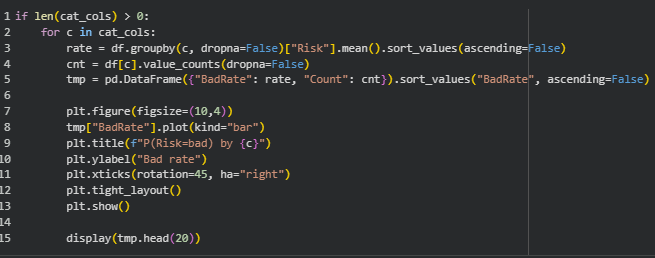 1 if len(cat_cols) > 0:
2     for c in cat_cols:
3         rate = df.groupby(c, dropna=False)["Risk"].mean().sort_values(ascending=False)
4         cnt = df[c].value_counts(dropna=False)
5         tmp = pd.DataFrame({"BadRate": rate, "Count": cnt}).sort_values("BadRate", ascending=False)
6
7         plt.figure(figsize=(10,4))
8         tmp["BadRate"].plot(kind="bar")
9         plt.title(f"P(Risk=bad) by {c}")
10         plt.ylabel("Bad rate")
11         plt.xticks(rotation=45, ha="right")
12         plt.tight_layout()
13         plt.show()
14
15         display(tmp.head(20))